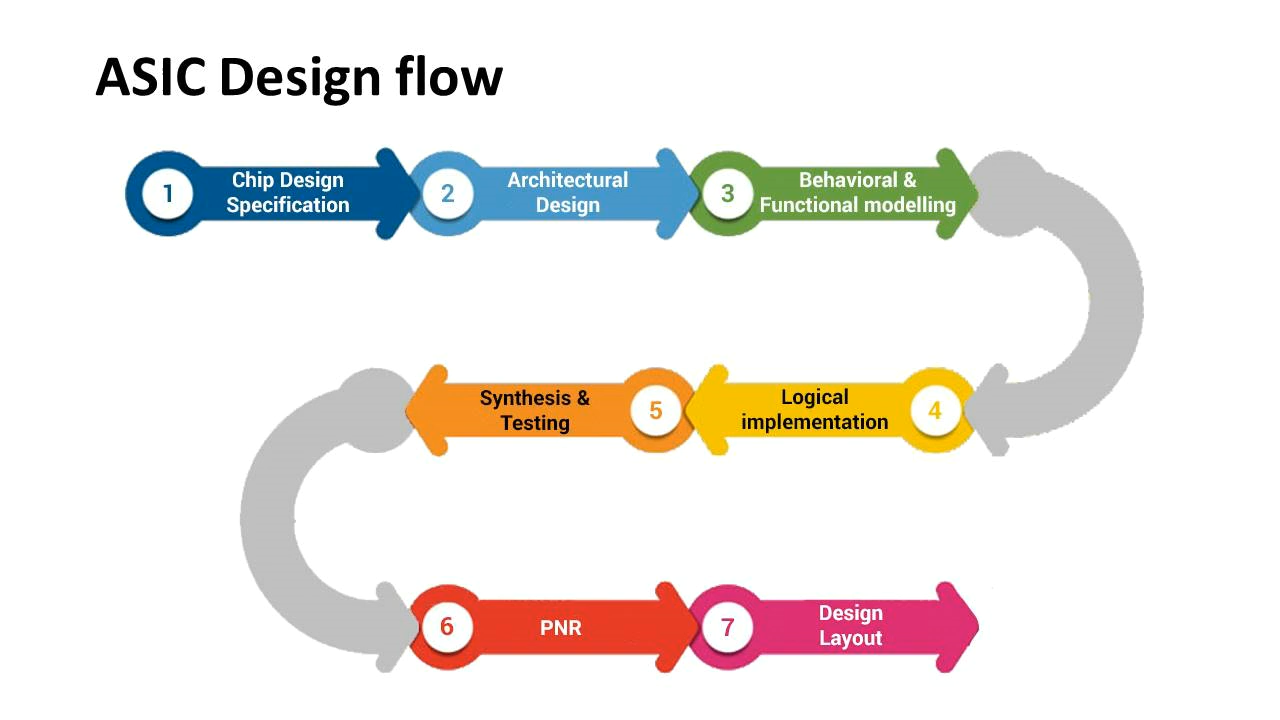 ASIC Design flow
1
Chip Design
Specification
2
Architectural
Design
3
Behavioral &
Functional modelling
4
Logical
implementation
5
Synthesis &
Testing
6
PNR
7
Design
Layout